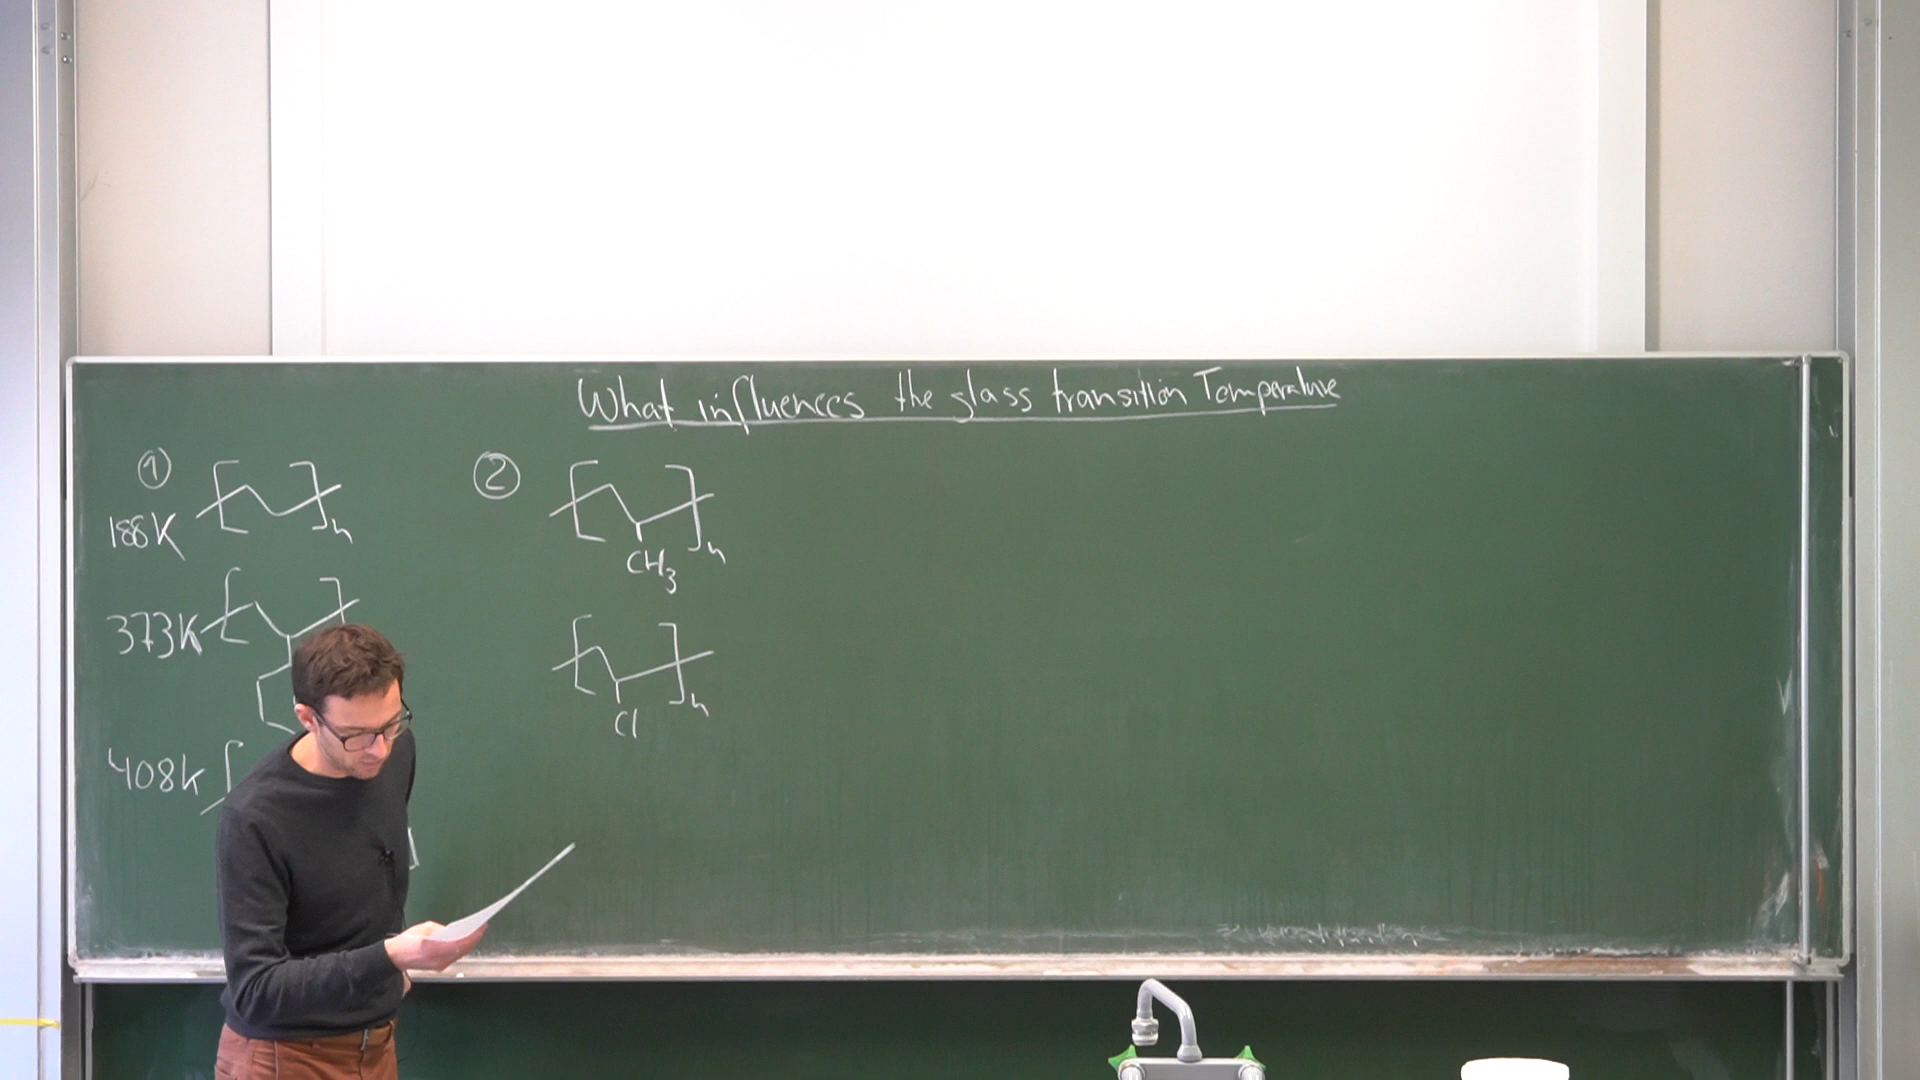 What influences the glass transition Temperature
①
188K
n
373K
408K
②
CH3
n
Cl
n